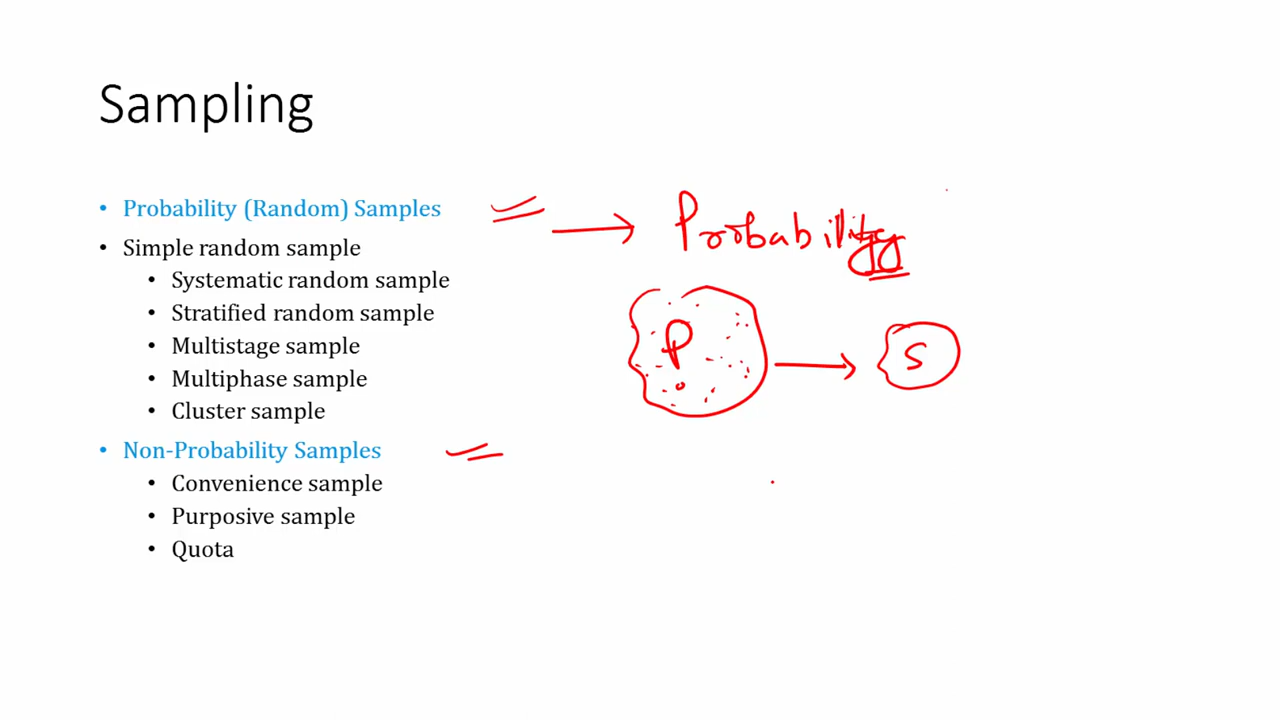 Sampling
• Probability (Random) Samples
Probability
• Simple random sample
• Systematic random sample
• Stratified random sample
• Multistage sample
• Multiphase sample
• Cluster sample
P
S
• Non-Probability Samples
• Convenience sample
• Purposive sample
• Quota